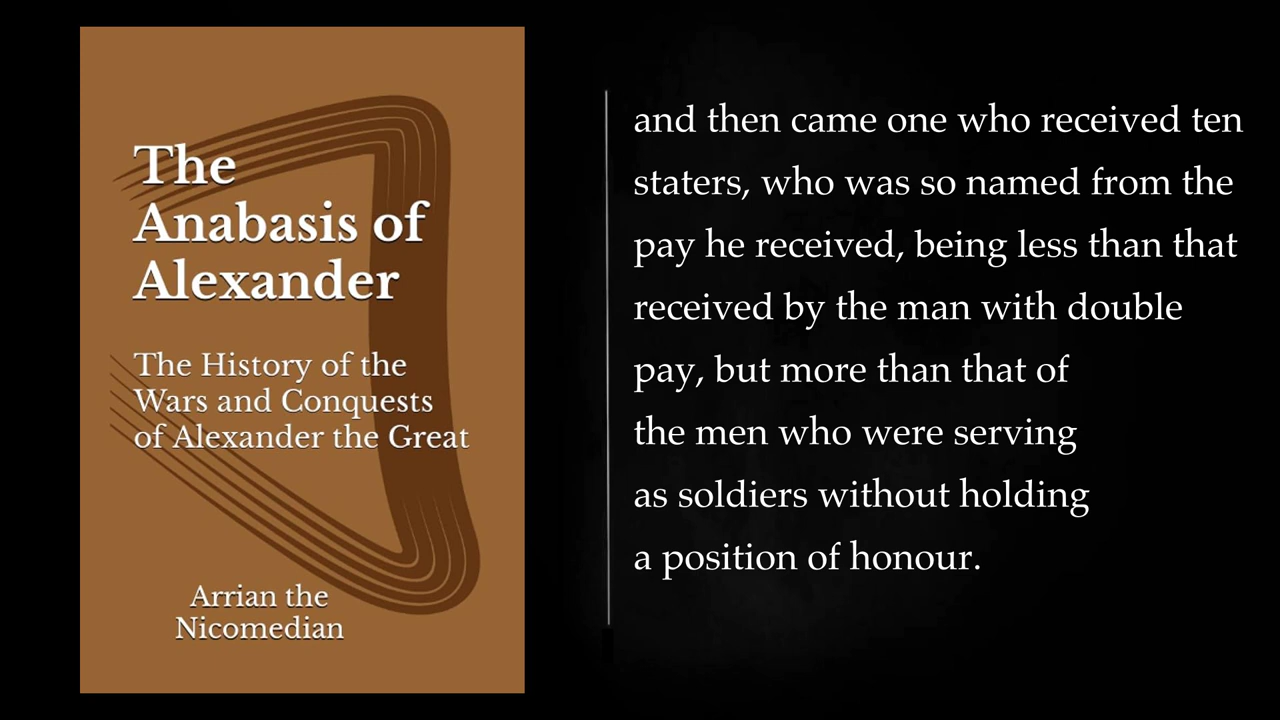 The
Anabasis of
Alexander
The History of the
Wars and Conquests
of Alexander the Great
Arrian the
Nicomedian
and then came one who received ten
staters, who was so named from the
pay he received, being less than that
received by the man with double
pay, but more than that of
the men who were serving
as soldiers without holding
a position of honour.